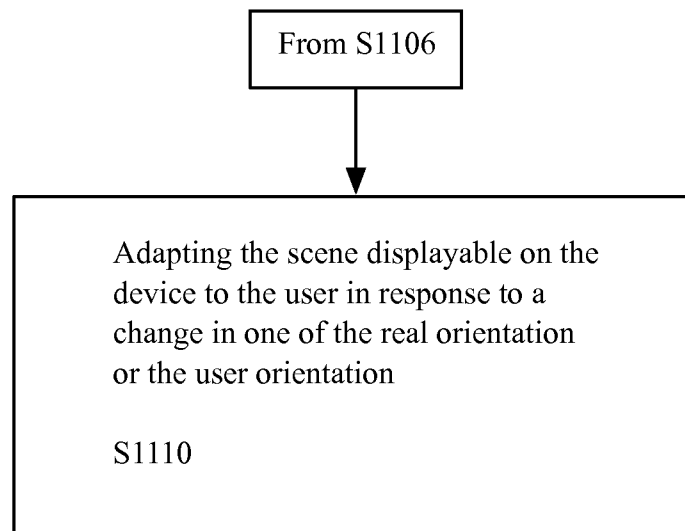 From S1106
Adapting the scene displayable on the
device to the user in response to a
change in one of the real orientation
or the user orientation
S1110